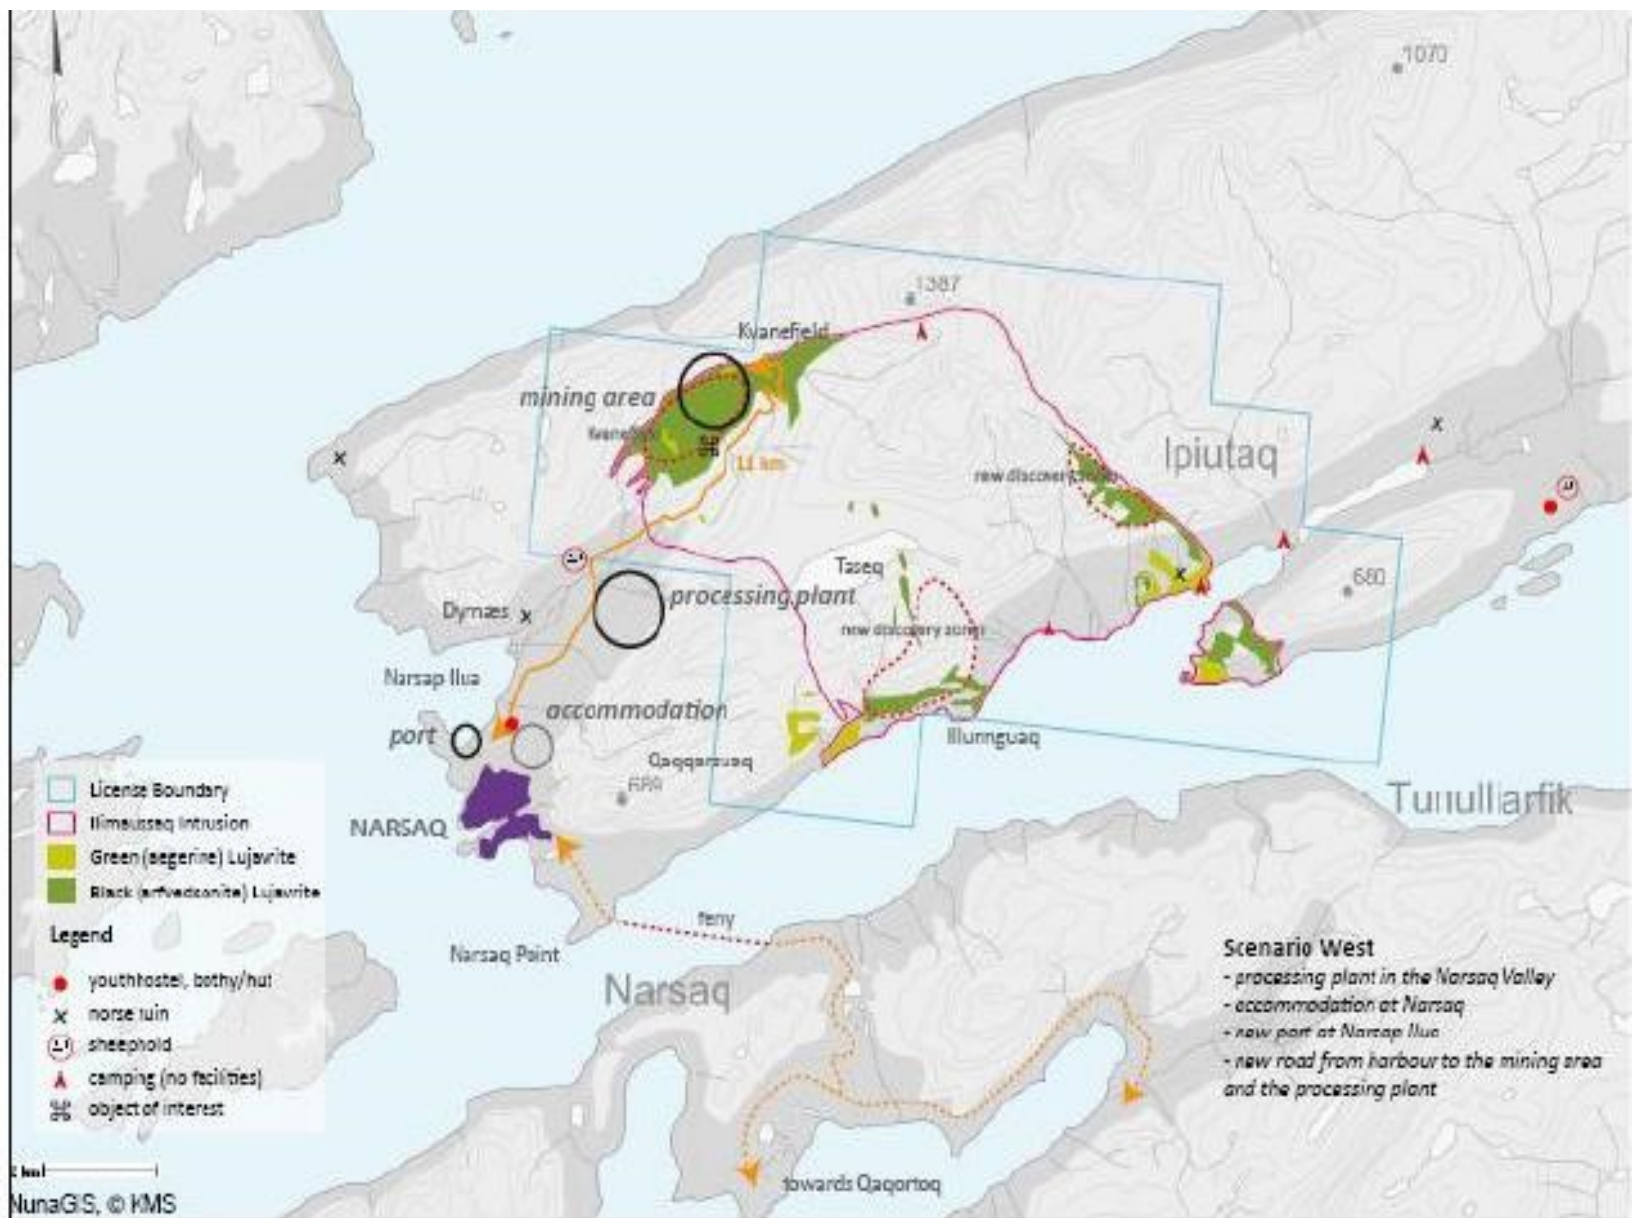 1070
1387
Kvanefield
mining area
11 km
Ipiutaq
new discovery zones
Taseq
680
processing plant
Dyrnæs
new discovery zones
Narsap Ilua
accommodation
port
Illunnguaq
Qaqqarsuaq
689
Tunulliarfik
NARSAQ
License Boundary
Ilimaussaq Intrusion
Green (aegerine) Lujavrite
Black (arfvedsonite) Lujavrite
ferry
Legend
Narsaq Point
Narsaq
youthhostel, bothy/hut
norse ruin
sheephold
camping (no facilities)
object of interest
Scenario West
- processing plant in the Narsaq Valley
- accommodation at Narsaq
- new port at Narsap Ilua
- new road from harbour to the mining area
and the processing plant
towards Qaqortoq
NunaGIS, © KMS